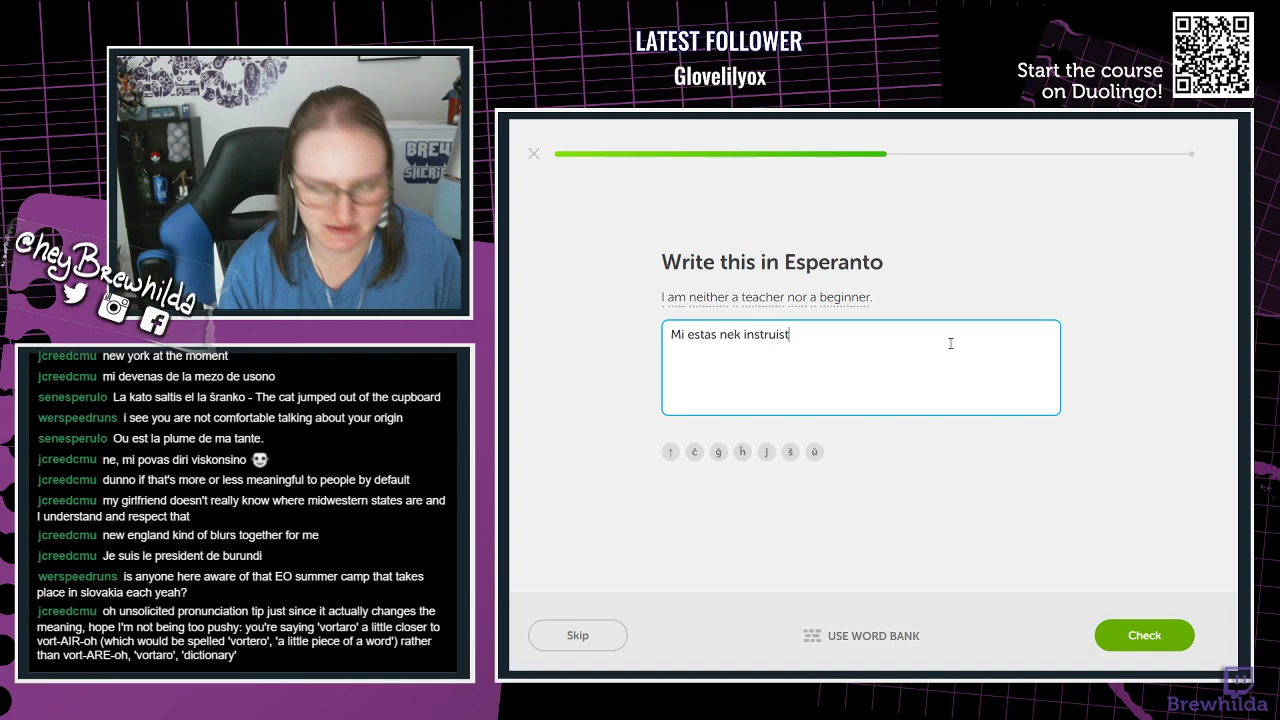 LATEST FOLLOWER
Glovelilyox
Start the course
on Duolingo!
BREW
SHERIF
@heyBrewhilda
Write this in Esperanto
I am neither a teacher nor a beginner.
Mi estas nek instruist
ĉ ĝ ĥ ĵ ŝ ŭ
Skip
USE WORD BANK
Check
jcreedcmu new york at the moment
jcreedcmu mi devenas de la mezo de usono
senesperulo La kato saltis el la ŝranko - The cat jumped out of the cupboard
werspeedruns i see you are not comfortable talking about your origin
senesperulo Ou est la plume de ma tante.
jcreedcmu ne, mi povas diri viskonsino
jcreedcmu dunno if that's more or less meaningful to people by default
jcreedcmu my girlfriend doesn't really know where midwestern states are and
I understand and respect that
jcreedcmu new england kind of blurs together for me
jcreedcmu Je suis le president de burundi
werspeedruns is anyone here aware of that EO summer camp that takes
place in slovakia each yeah?
jcreedcmu oh unsolicited pronunciation tip just since it actually changes the
meaning, hope I'm not being too pushy: you're saying 'vortaro' a little closer to
vort-AIR-oh (which would be spelled 'vortero', 'a little piece of a word') rather
than vort-ARE-oh, 'vortaro', 'dictionary'
Brewhilda